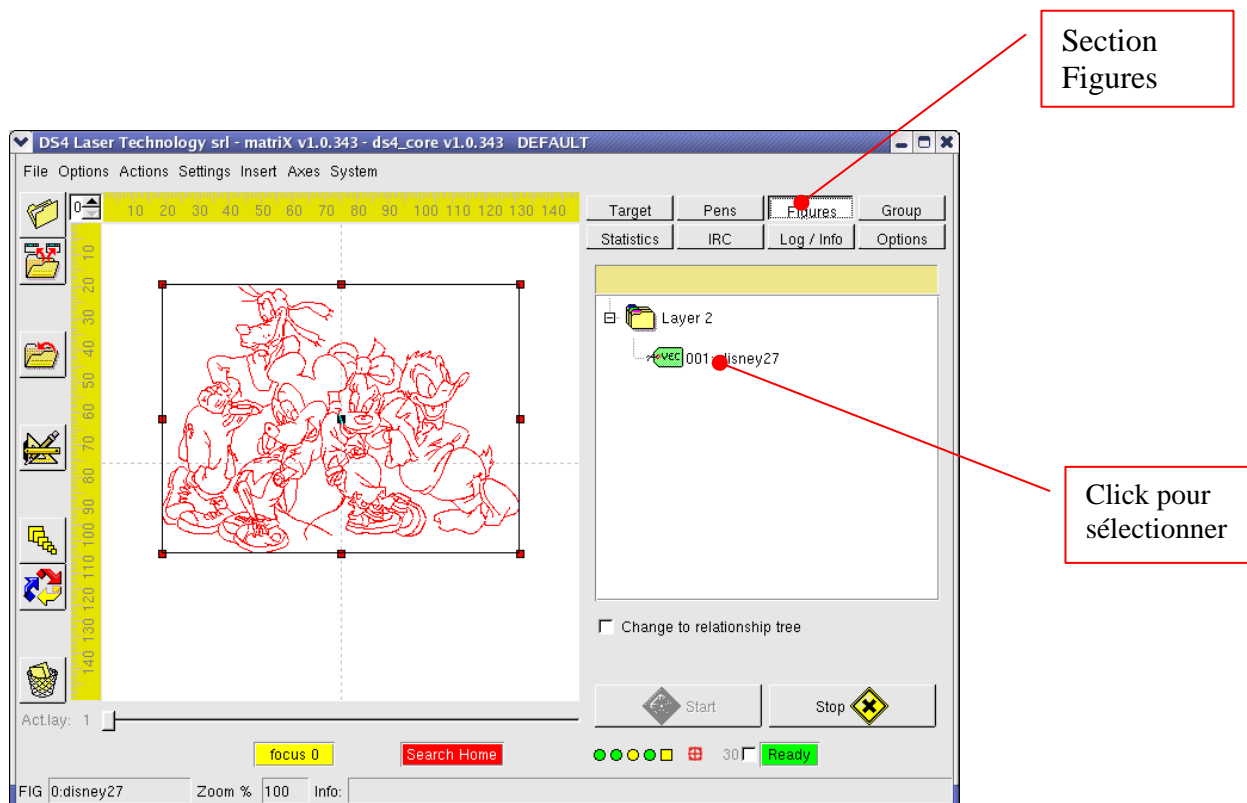 Section
Figures
DS4 Laser Technology srl - matriX v1.0.343 - ds4_core v1.0.343 DEFAULT
File Options Actions Settings Insert Axes System
0
10 20 30 40 50 60 70 80 90 100 110 120 130 140
Target Pens Figures Group
Statistics IRC Log / Info Options
10 20 30 40 50 60 70 80 90 100 110 120 130 140
Layer 2
VEC 001: disney27
Click pour
sélectionner
Change to relationship tree
Start Stop
Act.lay: 1
focus 0 Search Home 30 Ready
FIG 0:disney27 Zoom % 100 Info: